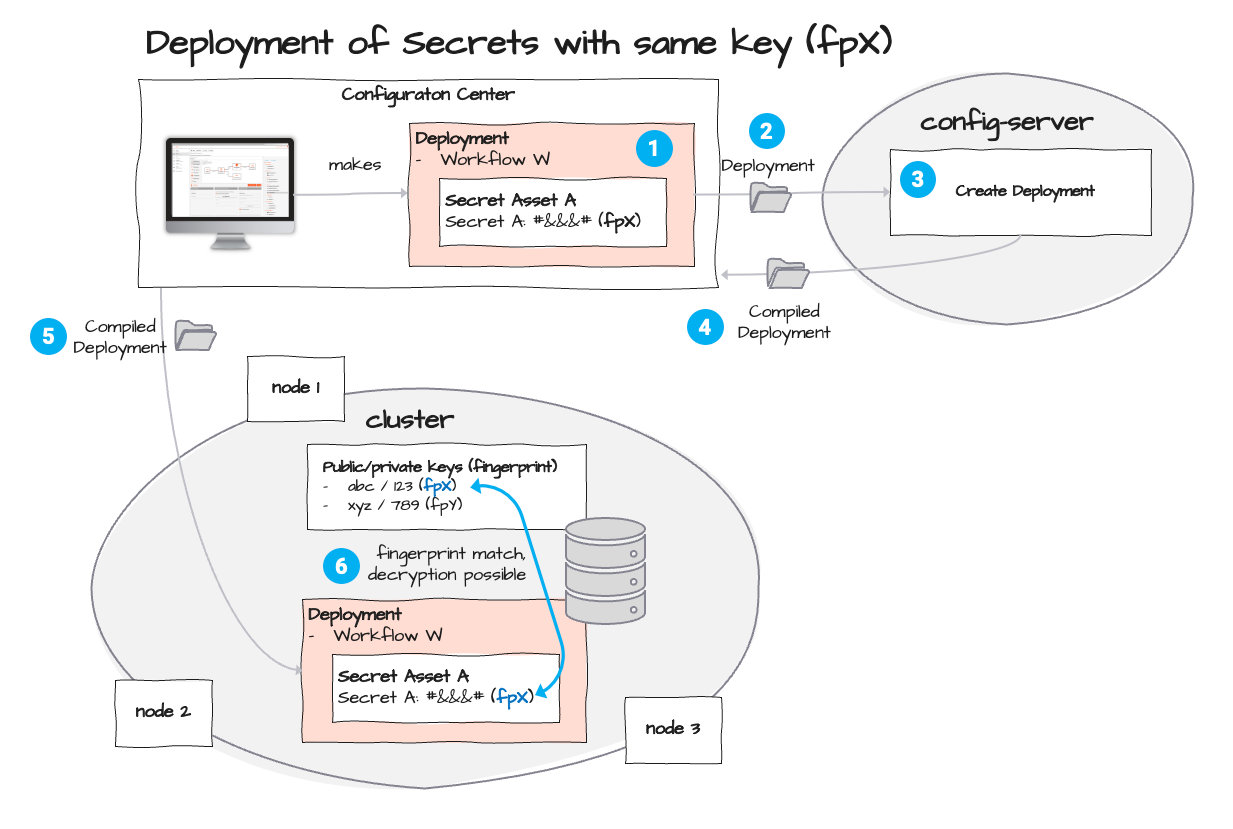 Deployment of Secrets with same key (fpX)
Configuraton Center
Deployment
- Workflow W
1
makes
Secret Asset A
Secret A: #&&&# (fpX)
2
Deployment
config-server
3
Create Deployment
4
Compiled
Deployment
5
Compiled
Deployment
node 1
cluster
Public/private keys (fingerprint)
- abc / 123 (fpX)
- xyz / 789 (fpY)
6
fingerprint match,
decryption possible
Deployment
- Workflow W
Secret Asset A
Secret A: #&&&# (fpX)
node 2
node 3